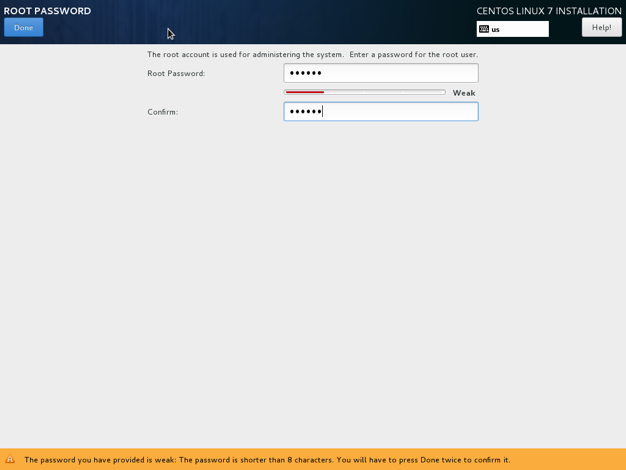 ROOT PASSWORD
CENTOS LINUX 7 INSTALLATION
Done
us
Help!
The root account is used for administering the system. Enter a password for the root user.
Root Password: ••••••
Weak
Confirm: ••••••
The password you have provided is weak: The password is shorter than 8 characters. You will have to press Done twice to confirm it.